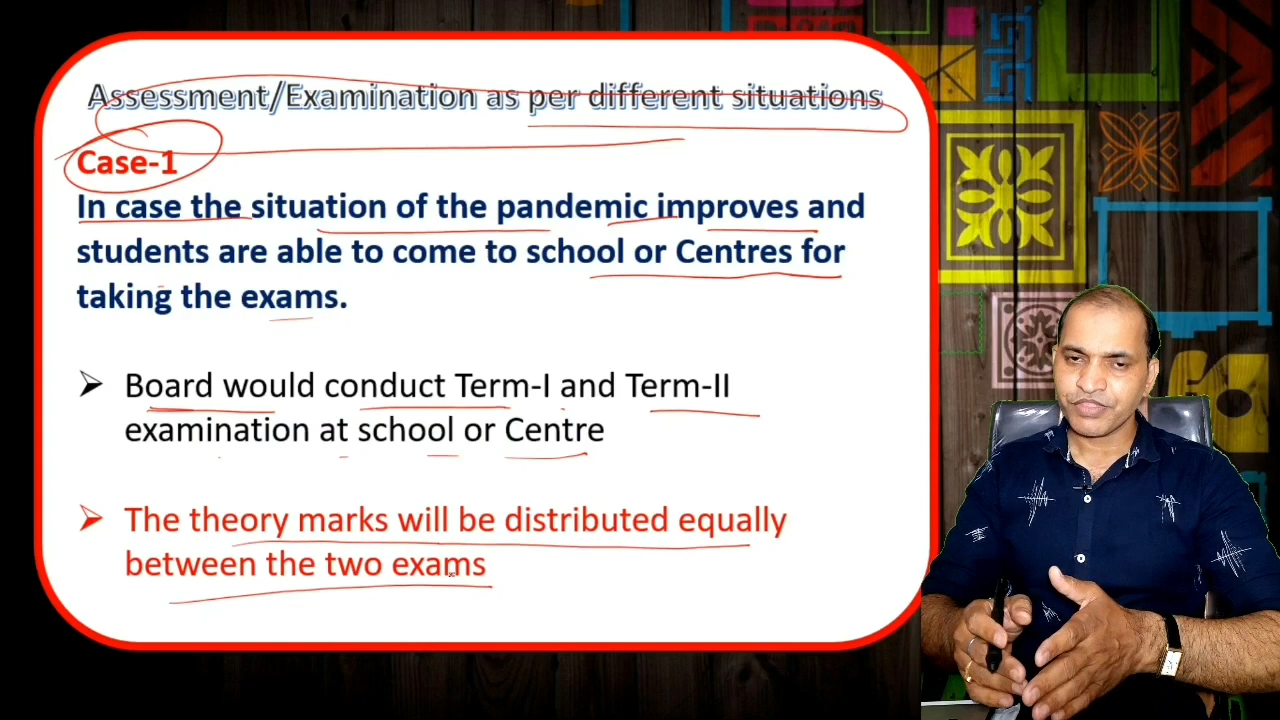 Assessment/Examination as per different situations
Case-1
In case the situation of the pandemic improves and
students are able to come to school or Centres for
taking the exams.
➢ Board would conduct Term-I and Term-II
examination at school or Centre
➢ The theory marks will be distributed equally
between the two exams